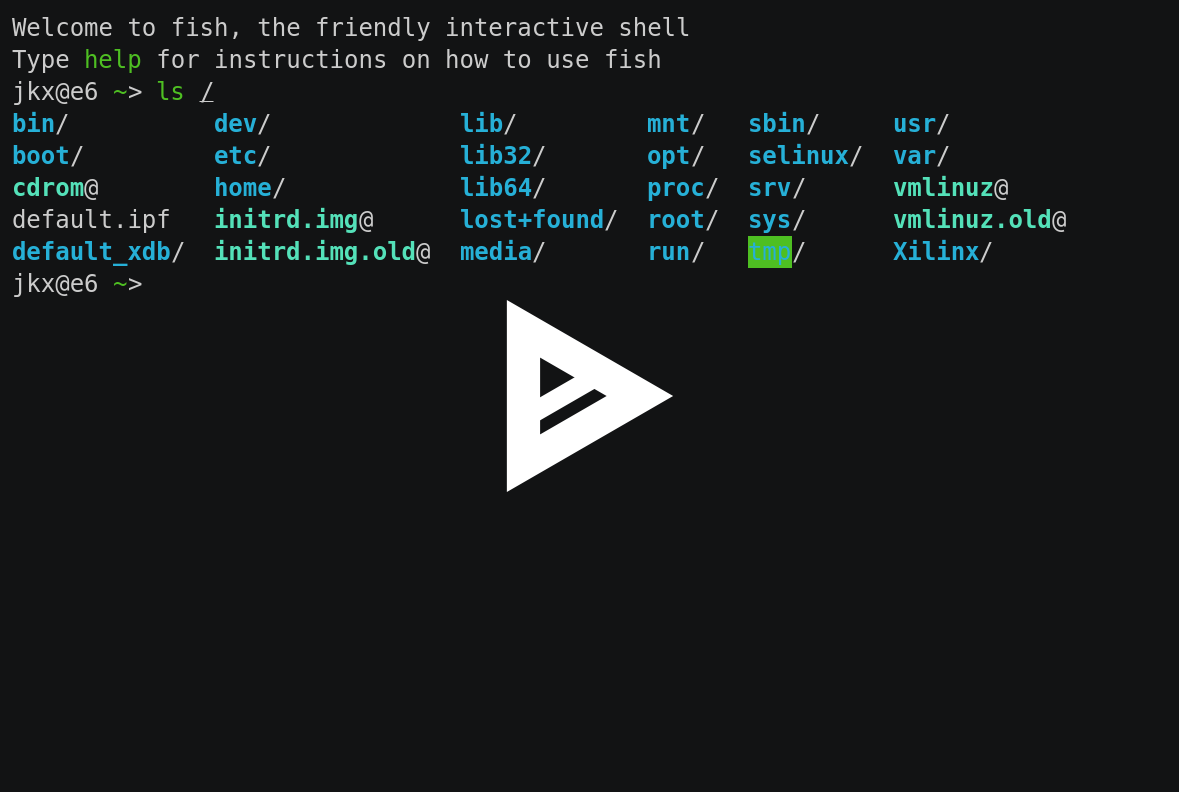 Welcome to fish, the friendly interactive shell
Type help for instructions on how to use fish
jkx@e6 ~> ls /
bin/          dev/             lib/         mnt/   sbin/     usr/
boot/         etc/             lib32/       opt/   selinux/  var/
cdrom@        home/            lib64/       proc/  srv/      vmlinuz@
default.ipf   initrd.img@      lost+found/  root/  sys/      vmlinuz.old@
default_xdb/  initrd.img.old@  media/       run/   tmp/      Xilinx/
jkx@e6 ~>